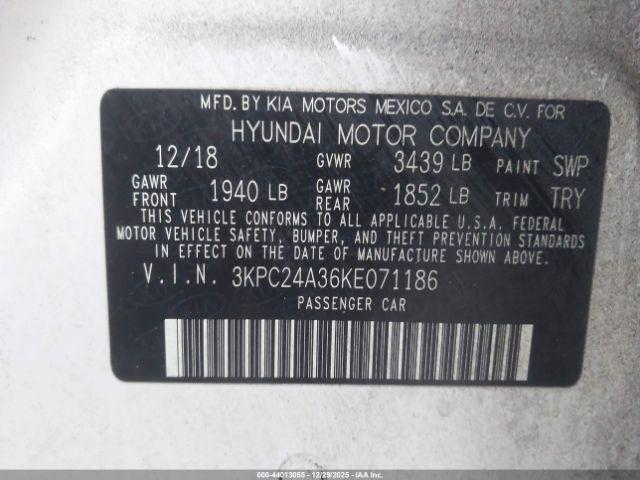 MFD. BY KIA MOTORS MEXICO S.A. DE C.V. FOR
HYUNDAI MOTOR COMPANY
12/18 GVWR 3439 LB PAINT SWP
GAWR FRONT 1940 LB GAWR REAR 1852 LB TRIM TRY
THIS VEHICLE CONFORMS TO ALL APPLICABLE U.S.A. FEDERAL
MOTOR VEHICLE SAFETY, BUMPER, AND THEFT PREVENTION STANDARDS
IN EFFECT ON THE DATE OF MANUFACTURE SHOWN ABOVE.
V.I.N. 3KPC24A36KE071186
PASSENGER CAR
000-44013055 • 12/29/2025 • IAA, Inc.